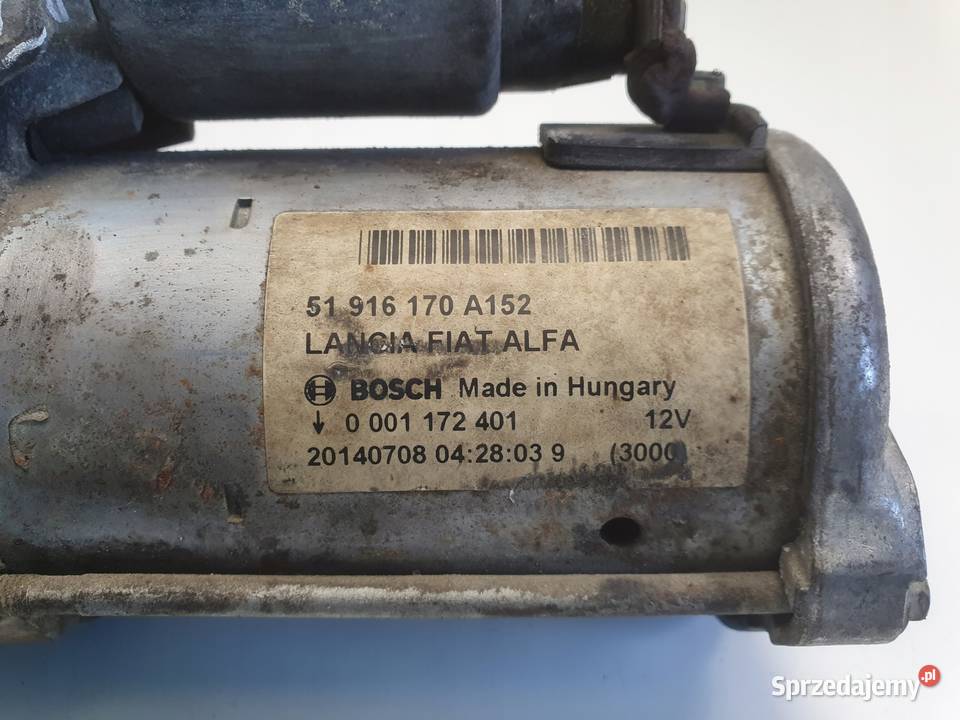 51 916 170 A152
LANCIA FIAT ALFA
BOSCH Made in Hungary
↓ 0 001 172 401 12V
20140708 04:28:03 9 (3000)
Sprzedajemy.pl